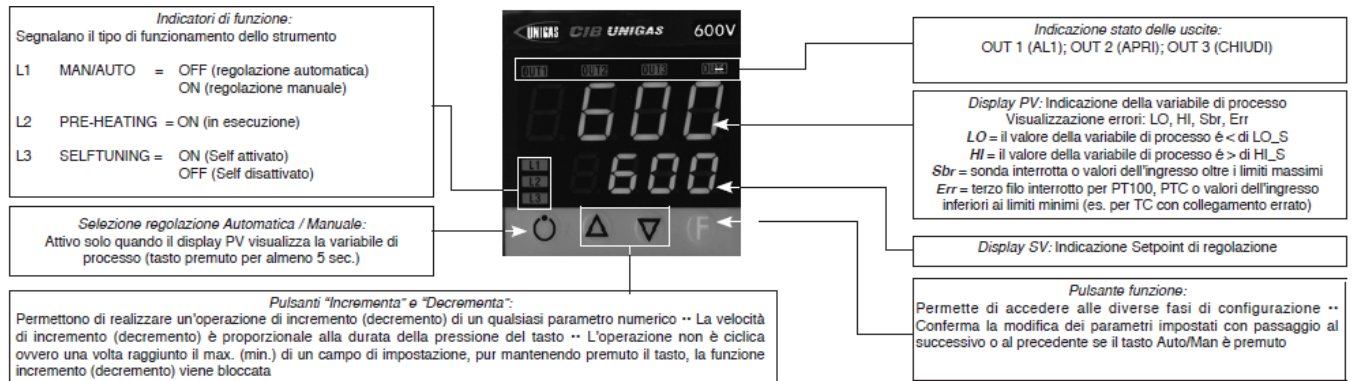 Indicatori di funzione:
Segnalano il tipo di funzionamento dello strumento
L1 MAN/AUTO = OFF (regolazione automatica)
ON (regolazione manuale)
L2 PRE-HEATING = ON (in esecuzione)
L3 SELFTUNING = ON (Self attivato)
OFF (Self disattivato)
Selezione regolazione Automatica / Manuale:
Attivo solo quando il display PV visualizza la variabile di
processo (tasto premuto per almeno 5 sec.)
Pulsanti "Incrementa" e "Decrementa":
Permettono di realizzare un'operazione di incremento (decremento) di un qualsiasi parametro numerico •• La velocità
di incremento (decremento) è proporzionale alla durata della pressione del tasto •• L'operazione non è ciclica
ovvero una volta raggiunto il max. (min.) di un campo di impostazione, pur mantenendo premuto il tasto, la funzione
incremento (decremento) viene bloccata
UNIGAS CIB UNIGAS 600V
OUT1 OUT2 OUT3
600
L1
L2
L3
600
F
Indicazione stato delle uscite:
OUT 1 (AL1); OUT 2 (APRI); OUT 3 (CHIUDI)
Display PV: Indicazione della variabile di processo
Visualizzazione errori: LO, HI, Sbr, Err
LO = il valore della variabile di processo é < di LO_S
HI = il valore della variabile di processo é > di HI_S
Sbr = sonda interrotta o valori dell'ingresso oltre i limiti massimi
Err = terzo filo interrotto per PT100, PTC o valori dell'ingresso
inferiori ai limiti minimi (es. per TC con collegamento errato)
Display SV: Indicazione Setpoint di regolazione
Pulsante funzione:
Permette di accedere alle diverse fasi di configurazione ••
Conferma la modifica dei parametri impostati con passaggio al
successivo o al precedente se il tasto Auto/Man è premuto